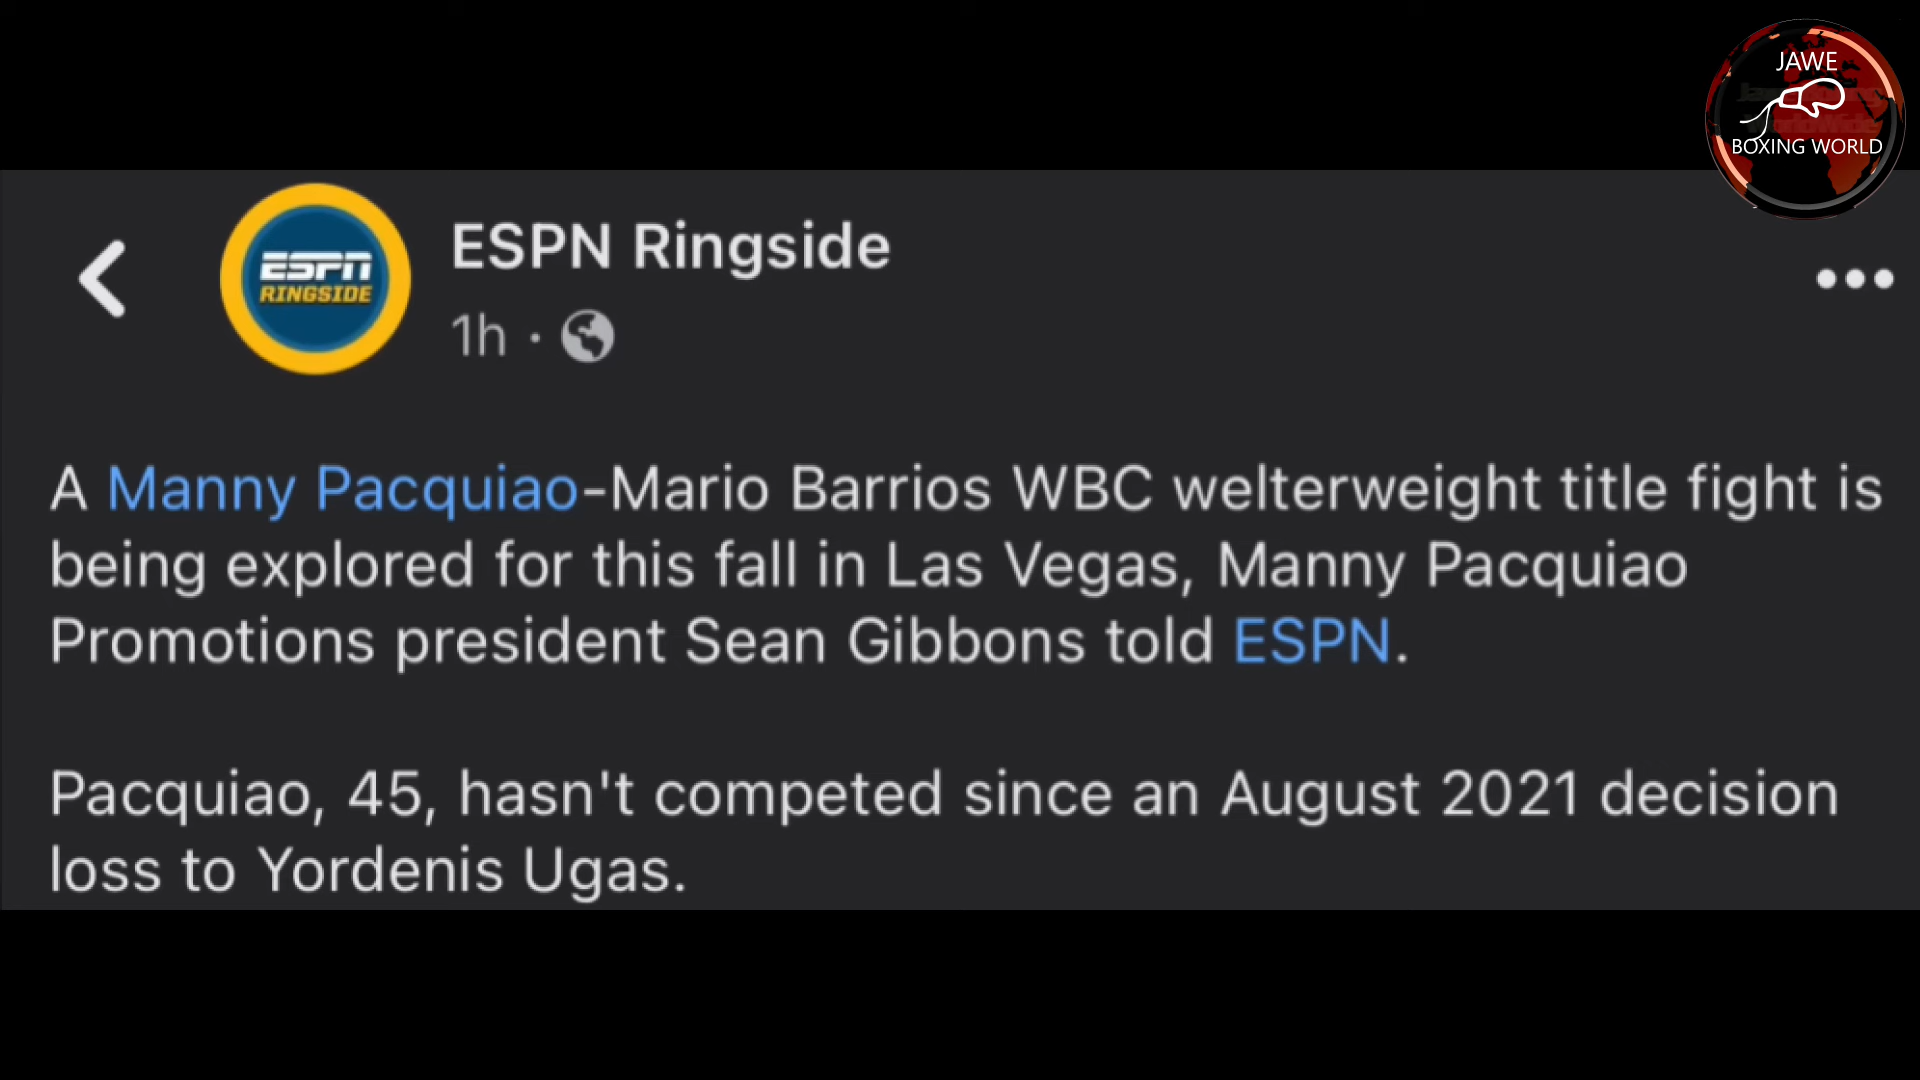 JAWE
BOXING WORLD
ESPN
RINGSIDE
ESPN Ringside
1h ·
A Manny Pacquiao-Mario Barrios WBC welterweight title fight is
being explored for this fall in Las Vegas, Manny Pacquiao
Promotions president Sean Gibbons told ESPN.
Pacquiao, 45, hasn't competed since an August 2021 decision
loss to Yordenis Ugas.